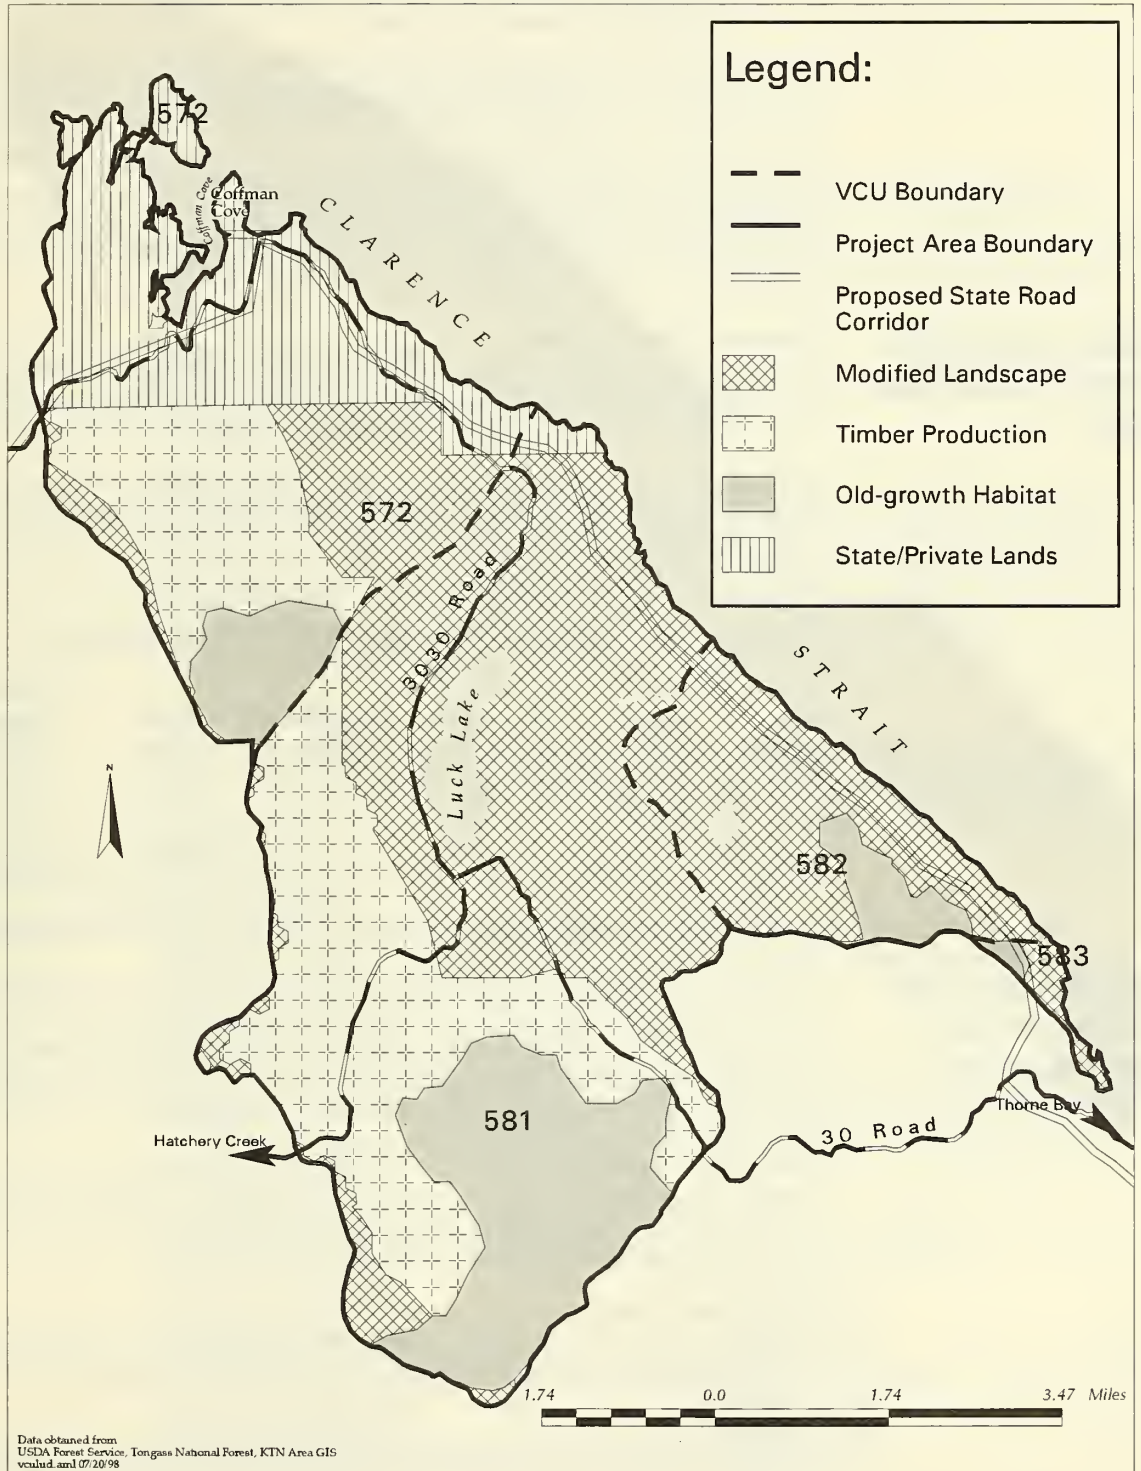 Legend:
VCU Boundary
Project Area Boundary
Proposed State Road
Corridor
Modified Landscape
Timber Production
Old-growth Habitat
State/Private Lands
572
Coffman Cove
Coffman
Cove
CLARENCE
572
3030 Road
Luck Lake
STRAIT
N
582
583
581
Thorne Bay
30 Road
Hatchery Creek
1.74 0.0 1.74 3.47 Miles
Data obtained from
USDA Forest Service, Tongass National Forest, KTN Area GIS
vculud.aml 07/20/98